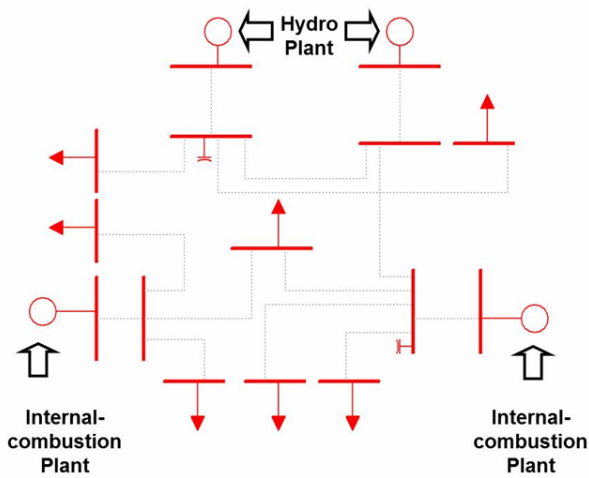 Hydro
Plant
Internal-
combustion
Plant
Internal-
combustion
Plant